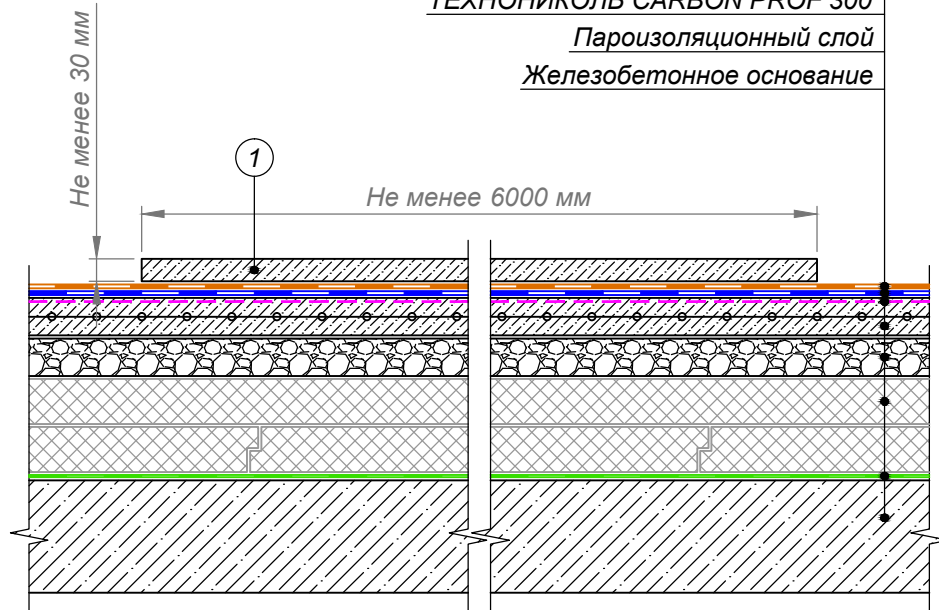 ТЕХНОНИКОЛЬ CARBON PROF 300
Пароизоляционный слой
Железобетонное основание
Не менее 30 мм
1
Не менее 6000 мм